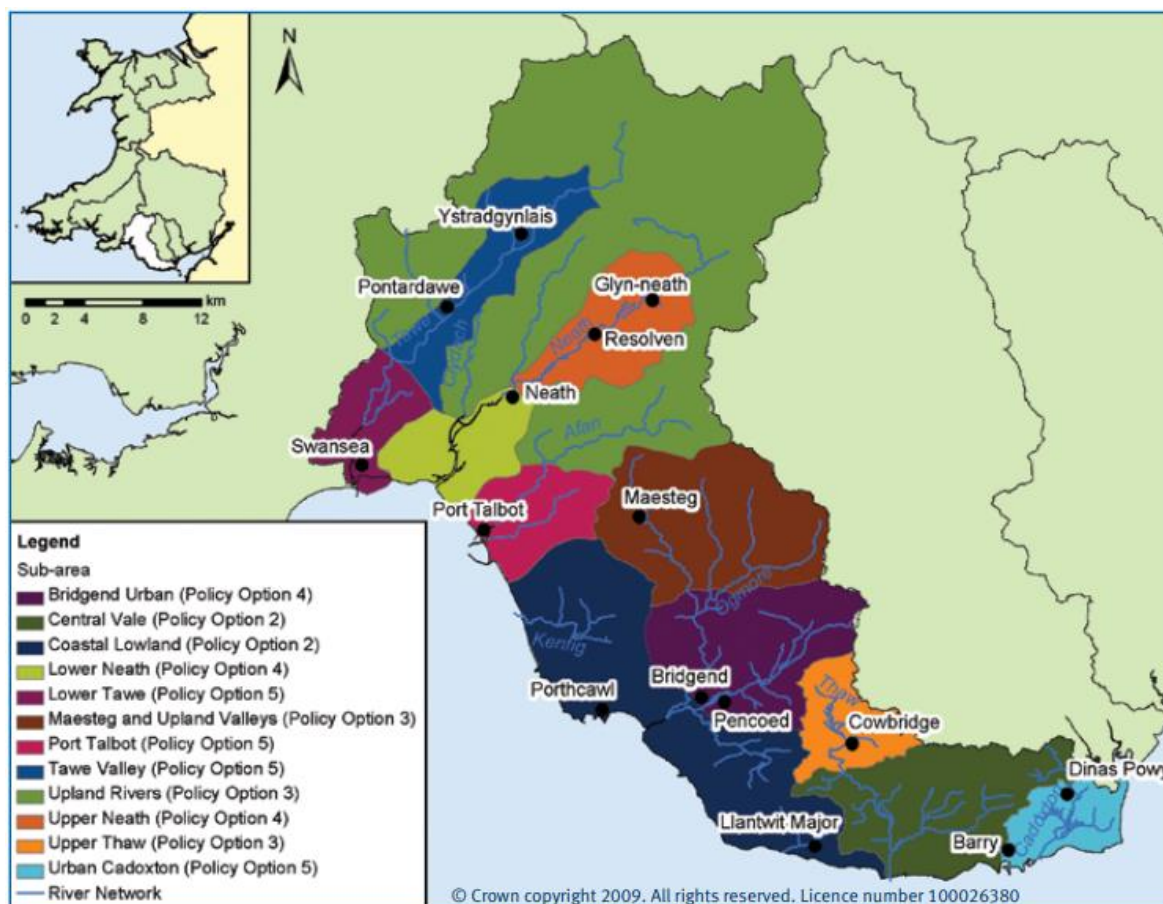 N
km
0 2 4 8 12
Ystradgynlais
Pontardawe
Glyn-neath
Tawe
Clydach
Neath
Resolven
Neath
Afan
Swansea
Port Talbot
Maesteg
Ogmore
Kenfig
Bridgend
Thaw
Porthcawl
Pencoed
Cowbridge
Dinas Powy
Llantwit Major
Barry
Cadoxton
Legend
Sub-area
Bridgend Urban (Policy Option 4)
Central Vale (Policy Option 2)
Coastal Lowland (Policy Option 2)
Lower Neath (Policy Option 4)
Lower Tawe (Policy Option 5)
Maesteg and Upland Valleys (Policy Option 3)
Port Talbot (Policy Option 5)
Tawe Valley (Policy Option 5)
Upland Rivers (Policy Option 3)
Upper Neath (Policy Option 4)
Upper Thaw (Policy Option 3)
Urban Cadoxton (Policy Option 5)
River Network
© Crown copyright 2009. All rights reserved. Licence number 100026380